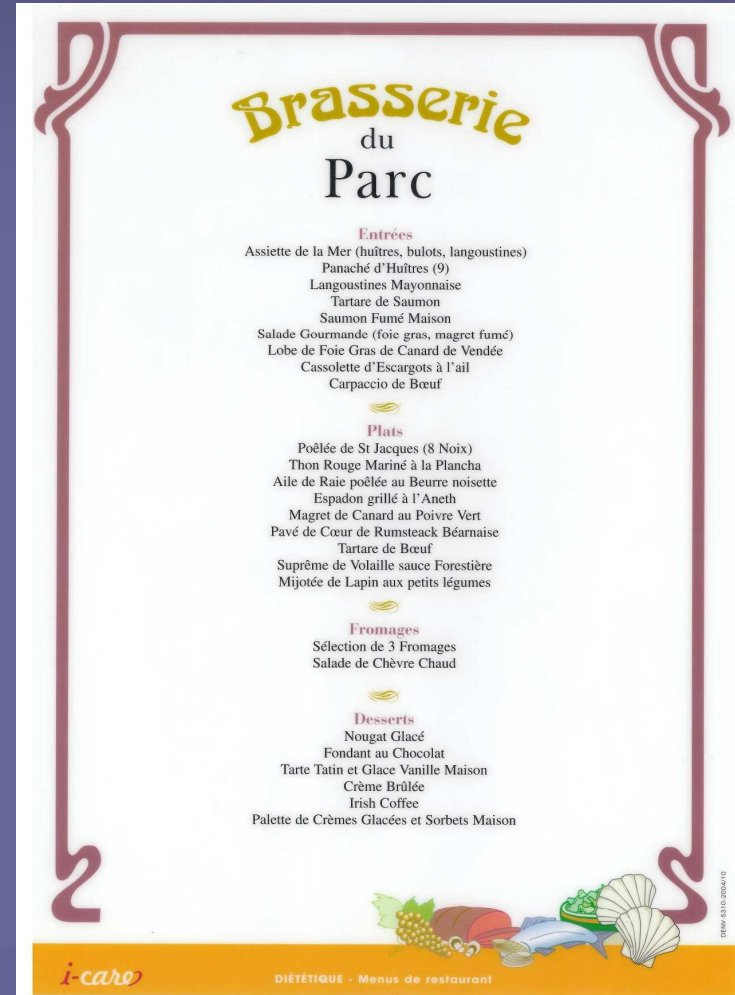 Brasserie
du
Parc
Entrées
Assiette de la Mer (huîtres, bulots, langoustines)
Panaché d'Huîtres (9)
Langoustines Mayonnaise
Tartare de Saumon
Saumon Fumé Maison
Salade Gourmande (foie gras, magret fumé)
Lobe de Foie Gras de Canard de Vendée
Cassolette d'Escargots à l'ail
Carpaccio de Bœuf
Plats
Poêlée de St Jacques (8 Noix)
Thon Rouge Mariné à la Plancha
Aile de Raie poêlée au Beurre noisette
Espadon grillé à l'Aneth
Magret de Canard au Poivre Vert
Pavé de Cœur de Rumsteack Béarnaise
Tartare de Bœuf
Suprême de Volaille sauce Forestière
Mijotée de Lapin aux petits légumes
Fromages
Sélection de 3 Fromages
Salade de Chèvre Chaud
Desserts
Nougat Glacé
Fondant au Chocolat
Tarte Tatin et Glace Vanille Maison
Crème Brûlée
Irish Coffee
Palette de Crèmes Glacées et Sorbets Maison
DENV 5310-2004/10
i-care
DIÉTÉTIQUE - Menus de restaurant